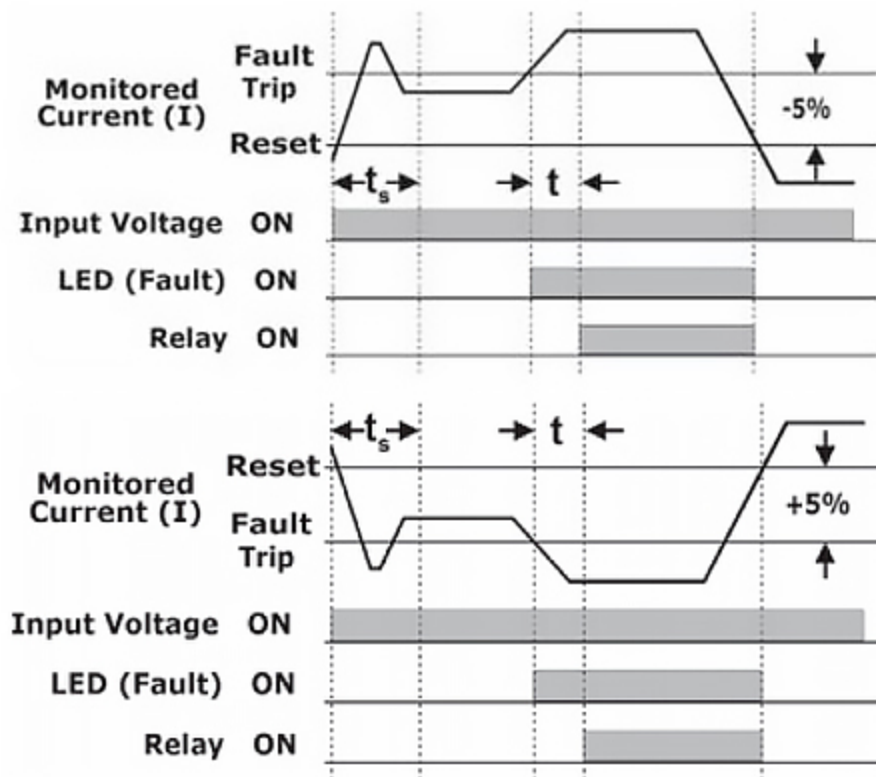 Fault
Trip
Monitored
Current (I)
Reset
-5%
ts
t
Input Voltage ON
LED (Fault) ON
Relay ON
ts
t
Reset
Monitored
Current (I)
+5%
Fault
Trip
Input Voltage ON
LED (Fault) ON
Relay ON